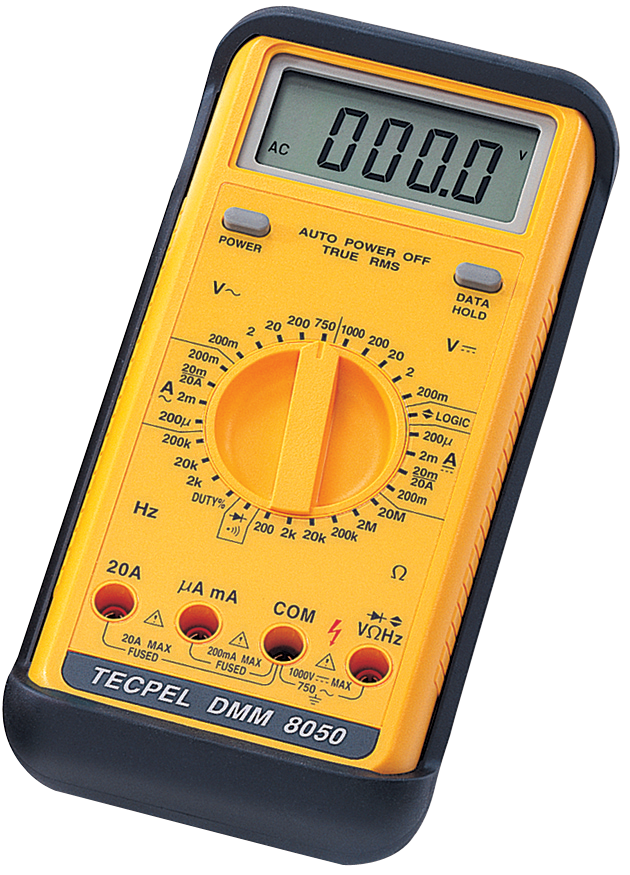 AC 000.0 V
POWER
AUTO POWER OFF
TRUE RMS
DATA
HOLD
V~
V⎓
200m 2 20 200 750 1000 200 20 2 200m
200m
20m
20A
A
~
2m
200µ
LOGIC
200µ
2m
A
⎓
20m
20A
200m
200k
20k
2k
DUTY%
Hz
200 2k 20k 200k 2M 20M
Ω
20A
µA mA
COM
VΩHz
20A MAX
FUSED
200mA MAX
FUSED
1000V ⎓ MAX
750 ~
TECPEL DMM 8050